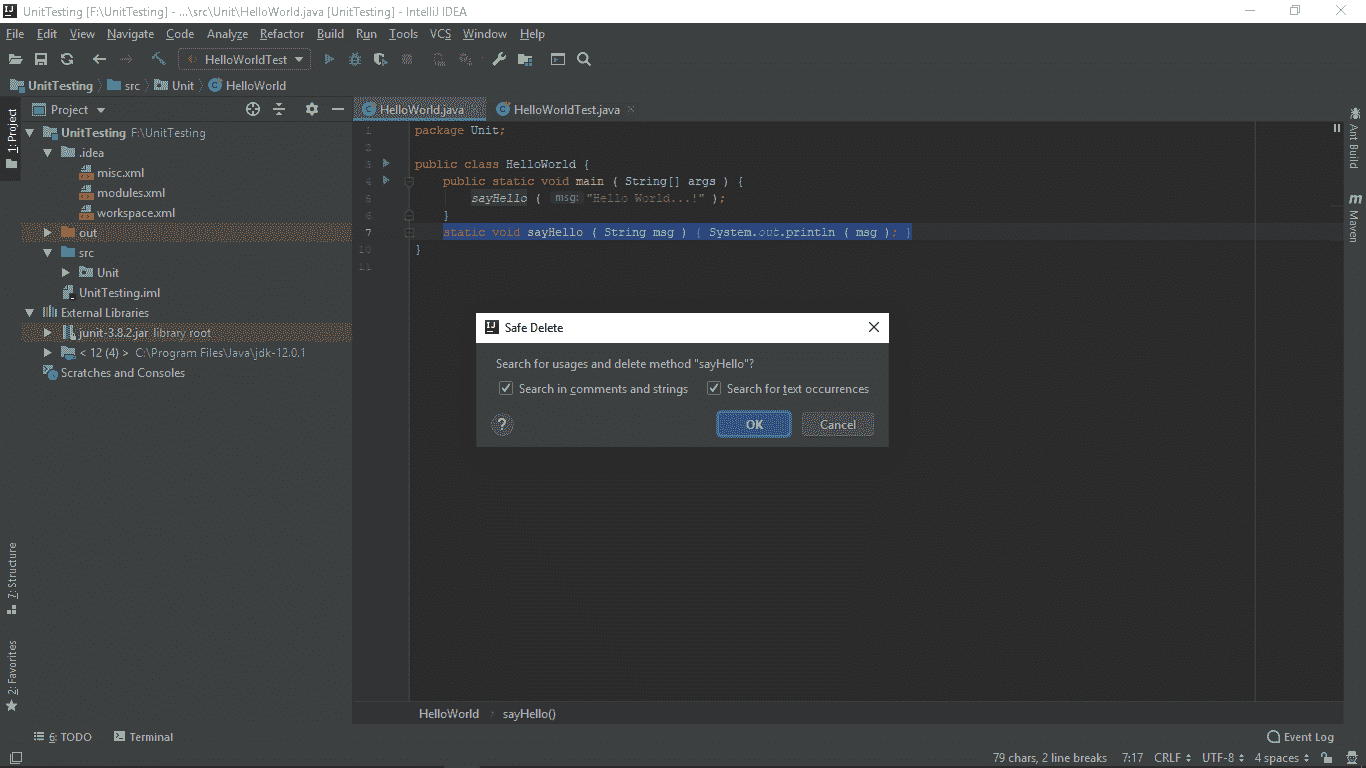 UnitTesting [F:\UnitTesting] - ...\src\Unit\HelloWorld.java [UnitTesting] - IntelliJ IDEA
File Edit View Navigate Code Analyze Refactor Build Run Tools VCS Window Help
HelloWorldTest
UnitTesting src Unit HelloWorld
Project
HelloWorld.java
HelloWorldTest.java
1: Project
UnitTesting F:\UnitTesting
.idea
misc.xml
modules.xml
workspace.xml
out
src
Unit
UnitTesting.iml
External Libraries
junit-3.8.2.jar library root
< 12 (4) > C:\Program Files\Java\jdk-12.0.1
Scratches and Consoles
7: Structure
2: Favorites
1 package Unit;
2
3 public class HelloWorld {
4 public static void main ( String[] args ) {
5 sayHello ( msg: "Hello World...!" );
6 }
7 static void sayHello ( String msg ) { System.out.println ( msg ); }
10 }
11
Safe Delete
Search for usages and delete method "sayHello"?
Search in comments and strings Search for text occurrences
? OK Cancel
Ant Build
m Maven
HelloWorld sayHello()
6: TODO Terminal Event Log
79 chars, 2 line breaks 7:17 CRLF UTF-8 4 spaces